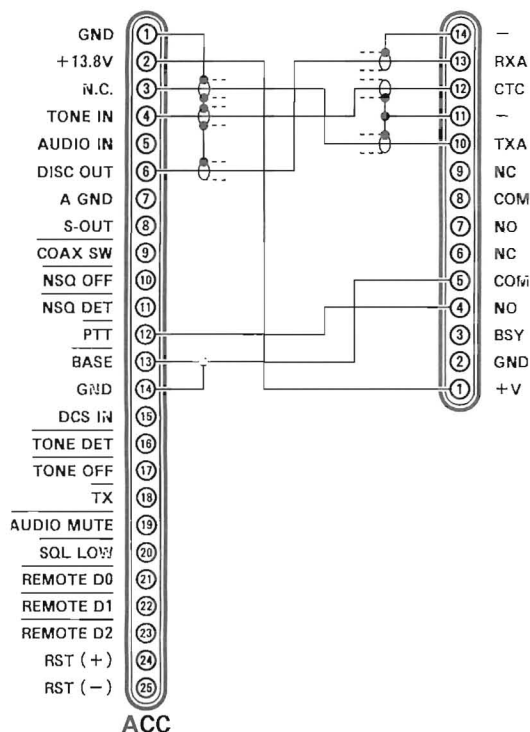 GND 1
+13.8V 2
N.C. 3
TONE IN 4
AUDIO IN 5
DISC OUT 6
A GND 7
S-OUT 8
COAX SW 9
NSQ OFF 10
NSQ DET 11
PTT 12
BASE 13
GND 14
DCS IN 15
TONE DET 16
TONE OFF 17
TX 18
AUDIO MUTE 19
SQL LOW 20
REMOTE D0 21
REMOTE D1 22
REMOTE D2 23
RST (+) 24
RST (−) 25
ACC
14 −
13 RXA
12 CTC
11 −
10 TXA
9 NC
8 COM
7 NO
6 NC
5 COM
4 NO
3 BSY
2 GND
1 +V